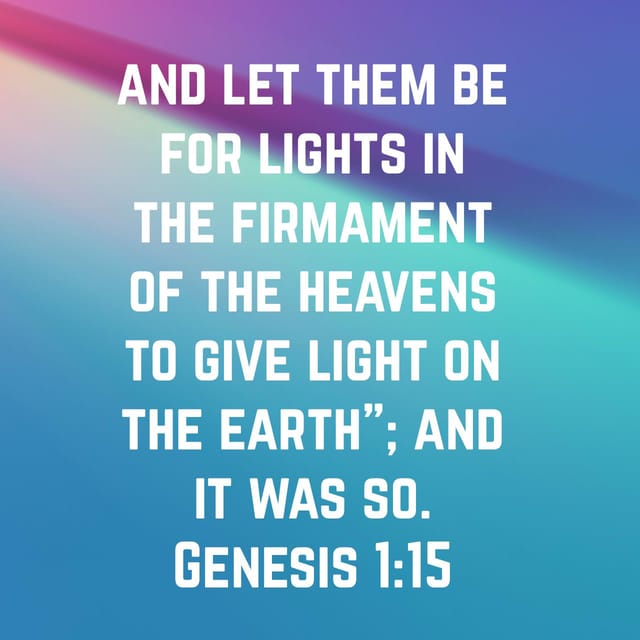 AND LET THEM BE
FOR LIGHTS IN
THE FIRMAMENT
OF THE HEAVENS
TO GIVE LIGHT ON
THE EARTH”; AND
IT WAS SO.
GENESIS 1:15